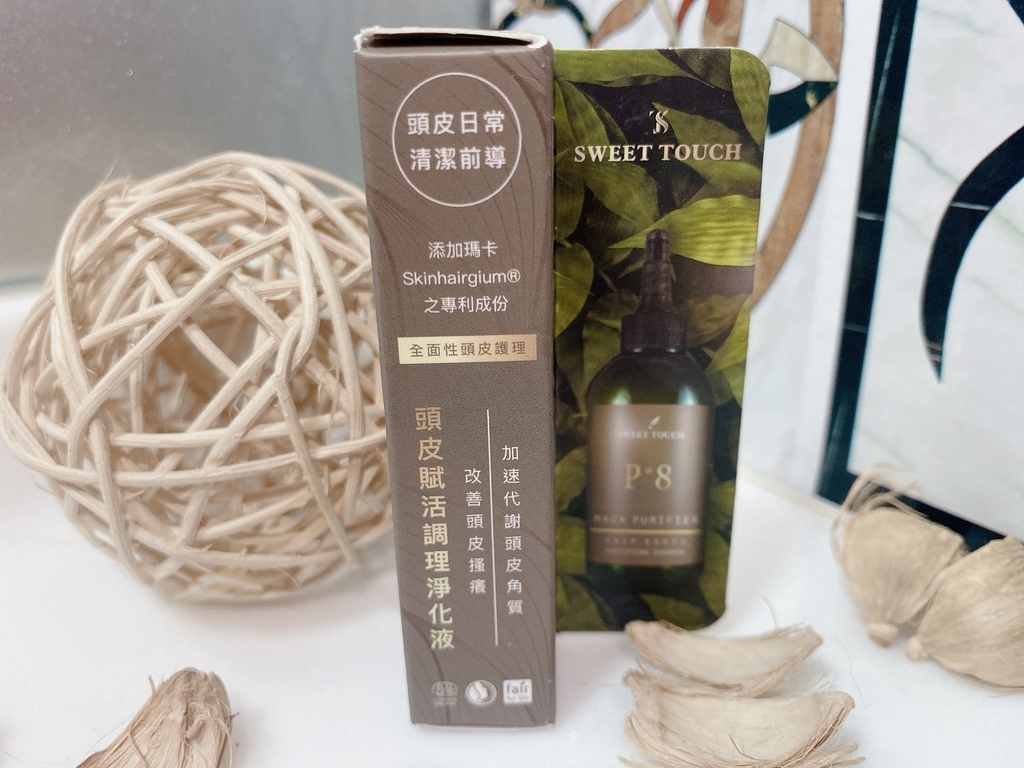 頭皮日常
清潔前導
添加瑪卡
Skinhairgium®
之專利成份
全面性頭皮護理
加速代謝頭皮角質
改善頭皮搔癢
頭皮賦活調理淨化液
fair
SWEET TOUCH
SWEET TOUCH
P·8
MACA PURIFIER